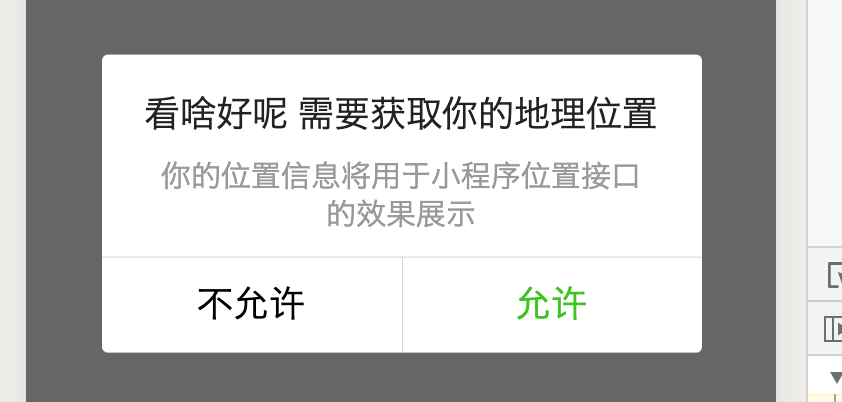 看啥好呢 需要获取你的地理位置
你的位置信息将用于小程序位置接口
的效果展示
不允许
允许